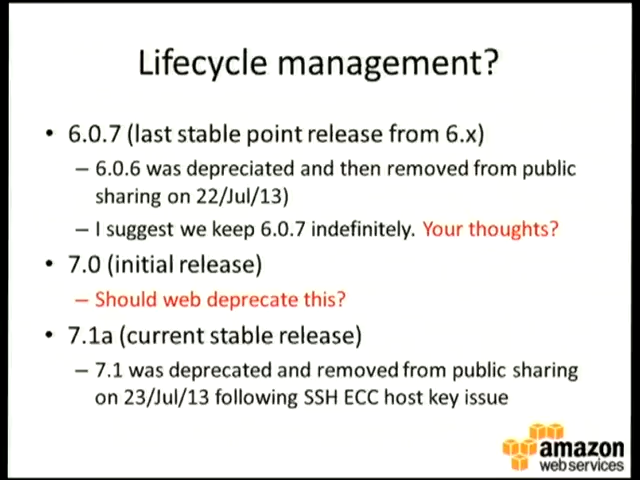 Lifecycle management?
• 6.0.7 (last stable point release from 6.x)
– 6.0.6 was depreciated and then removed from public
sharing on 22/Jul/13)
– I suggest we keep 6.0.7 indefinitely. Your thoughts?
• 7.0 (initial release)
– Should web deprecate this?
• 7.1a (current stable release)
– 7.1 was deprecated and removed from public sharing
on 23/Jul/13 following SSH ECC host key issue
amazon
web services